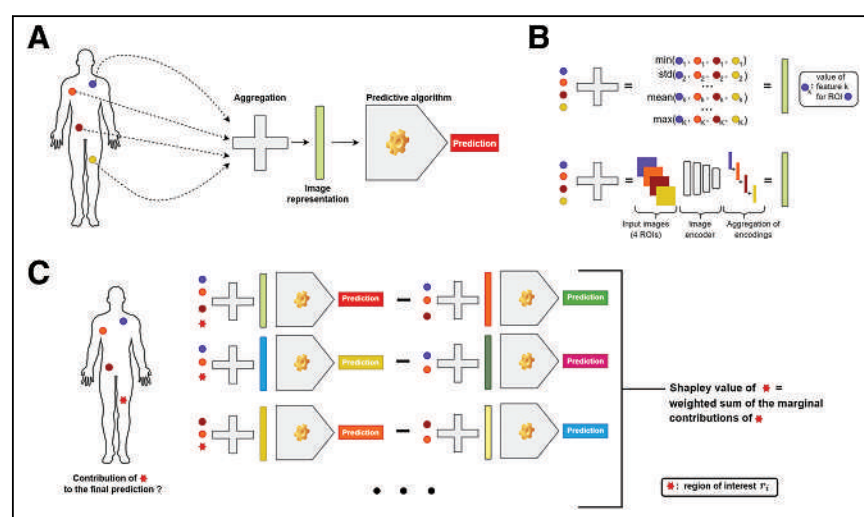 A
Aggregation
Predictive algorithm
Prediction
Image
representation
B
min(
std(
...
mean(
...
max(
value of
feature k
for ROI
Input images
(4 ROIs)
Image
encoder
Aggregation of
encodings
C
Prediction
Prediction
Prediction
Prediction
Prediction
Prediction
Contribution of
to the final prediction ?
Shapley value of =
weighted sum of the marginal
contributions of
: region of interest r_i